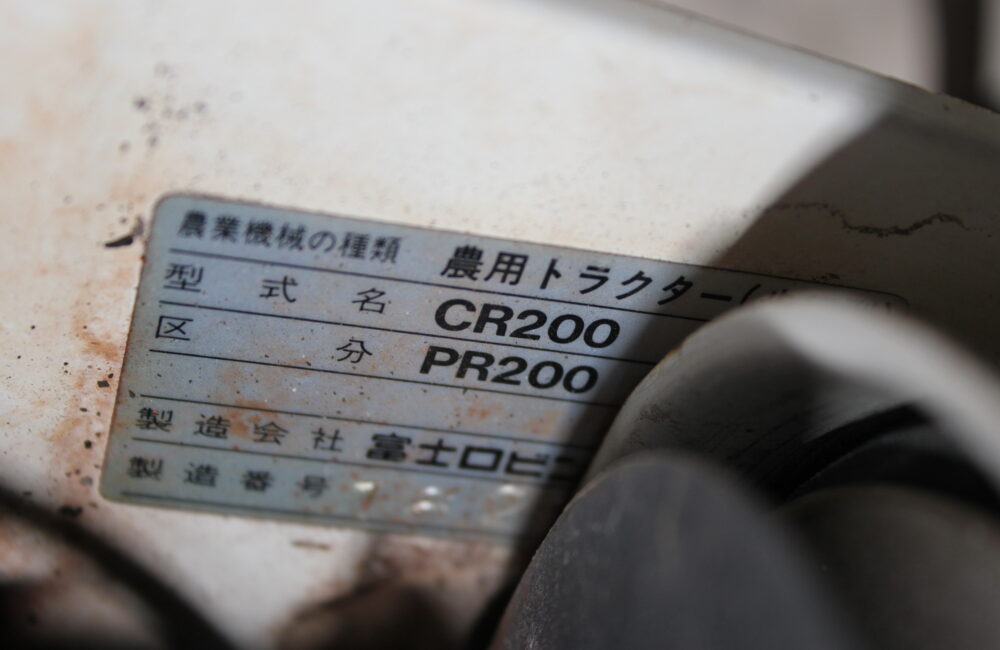 農業機械の種類 農用トラクター(
型式名 CR200
区分 PR200
製造会社 富士ロビ
製造番号